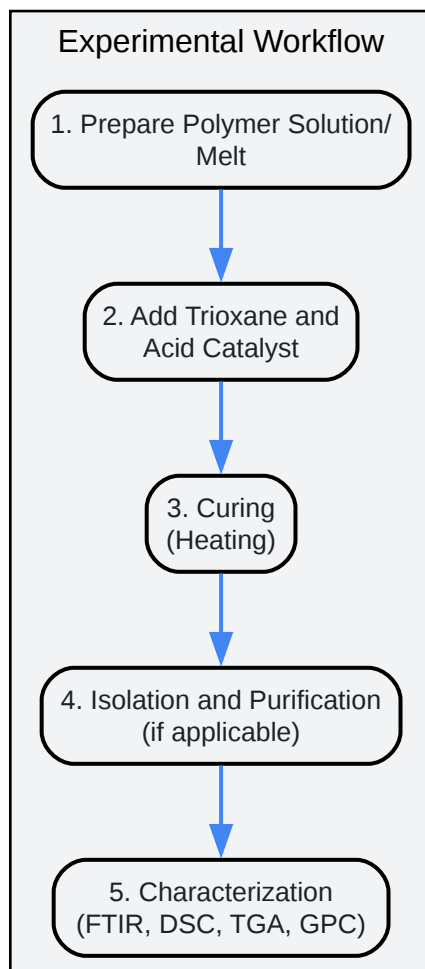 Experimental Workflow
1. Prepare Polymer Solution/
Melt
2. Add Trioxane and
Acid Catalyst
3. Curing
(Heating)
4. Isolation and Purification
(if applicable)
5. Characterization
(FTIR, DSC, TGA, GPC)